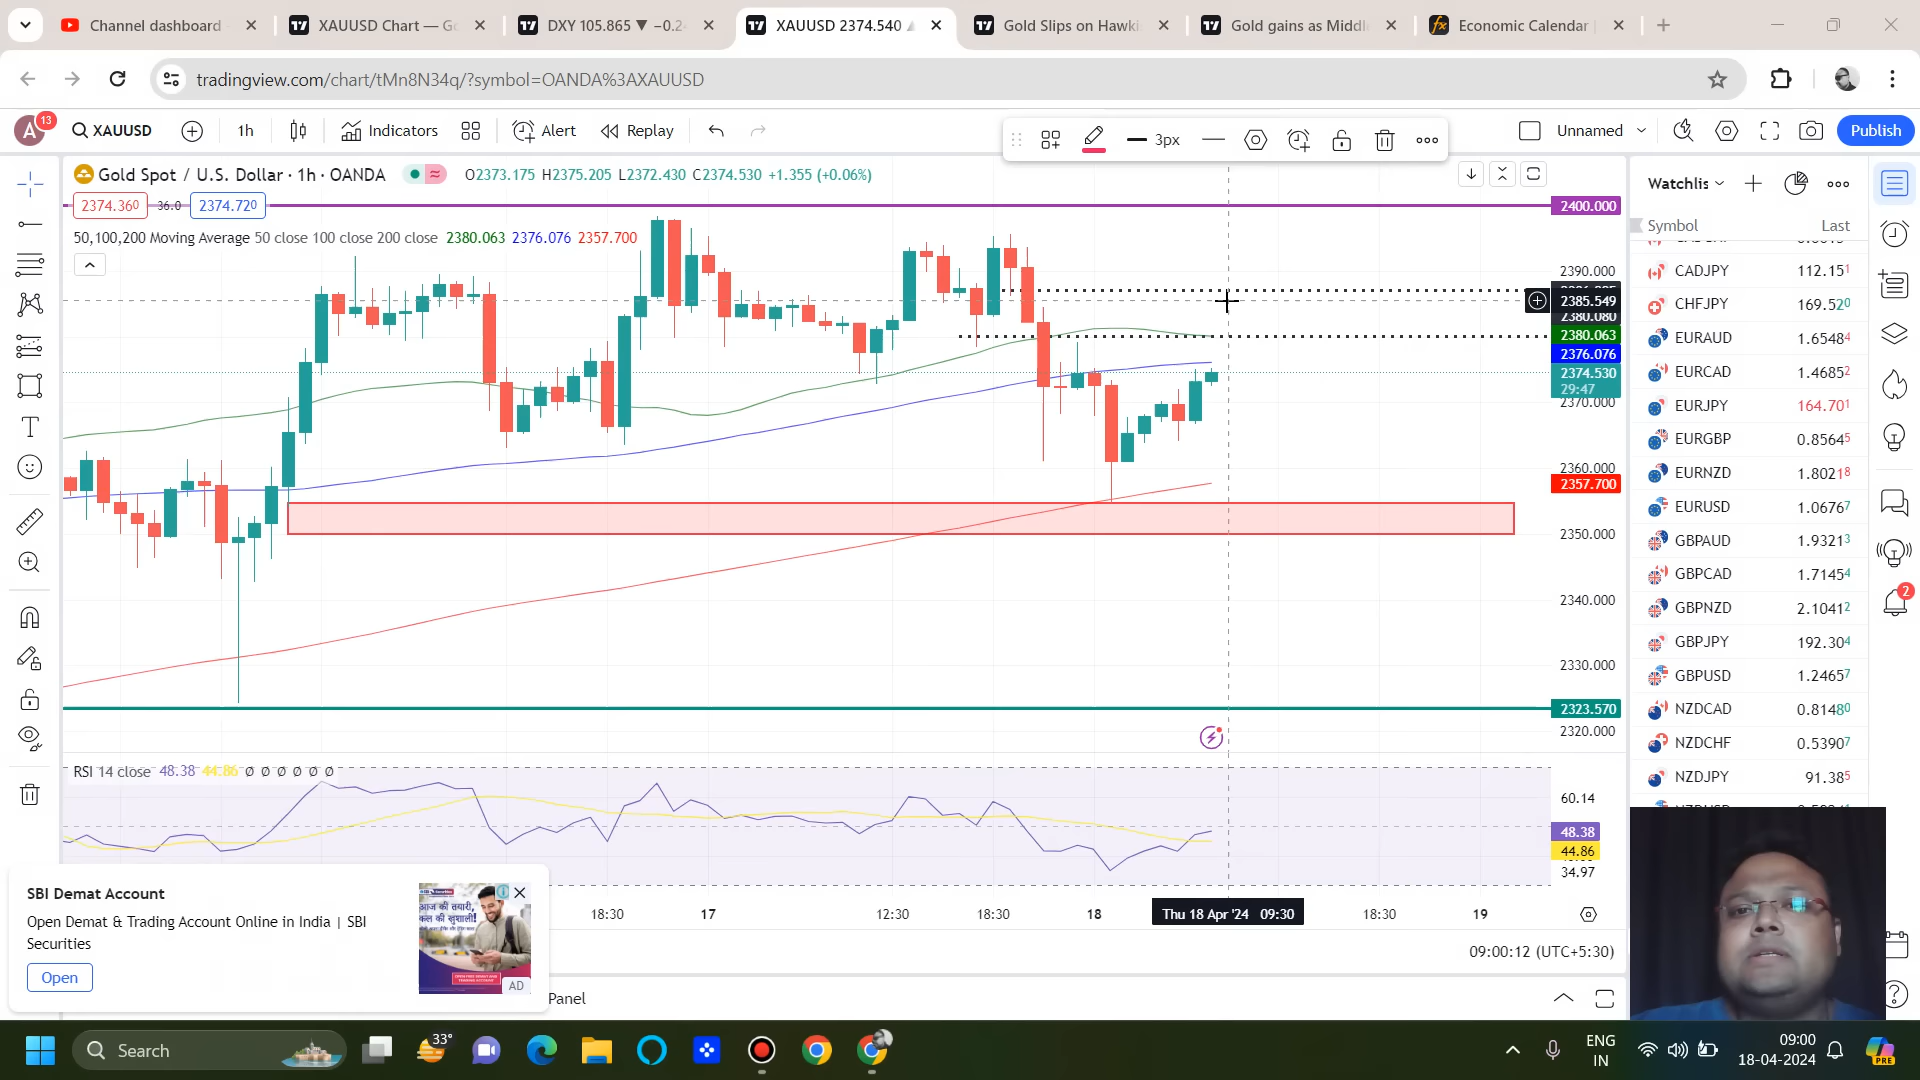 Channel dashboard
XAUUSD Chart — G
DXY 105.865 ▼ −0.2
XAUUSD 2374.540
Gold Slips on Hawki
Gold gains as Middl
Economic Calendar
tradingview.com/chart/tMn8N34q/?symbol=OANDA%3AXAUUSD
A 13 XAUUSD 1h Indicators Alert Replay 3px Unnamed Publish
Gold Spot / U.S. Dollar · 1h · OANDA O2373.175 H2375.205 L2372.430 C2374.530 +1.355 (+0.06%)
2374.360 36.0 2374.720
50,100,200 Moving Average 50 close 100 close 200 close 2380.063 2376.076 2357.700
2400.000
2390.000
2385.549
2380.080
2380.063
2376.076
2374.530
29:47
2370.000
2360.000
2357.700
2350.000
2340.000
2330.000
2323.570
2320.000
RSI 14 close 48.38 44.86 Ø Ø Ø Ø Ø Ø
60.14
48.38
44.86
34.97
18:30 17 12:30 18:30 18 Thu 18 Apr '24 09:30 18:30 19
09:00:12 (UTC+5:30)
Panel
Watchlis
Symbol Last
CADJPY 112.151
CHFJPY 169.520
EURAUD 1.65484
EURCAD 1.46852
EURJPY 164.701
EURGBP 0.85645
EURNZD 1.80218
EURUSD 1.06767
GBPAUD 1.93213
GBPCAD 1.71454
GBPNZD 2.10412
GBPJPY 192.304
GBPUSD 1.24657
NZDCAD 0.81480
NZDCHF 0.53907
NZDJPY 91.385
2
SBI Demat Account
Open Demat & Trading Account Online in India | SBI
Securities
Open
आज की तैयारी,
कल की खुशाली!
AD
Search
33°
ENG
IN
09:00
18-04-2024
PRE